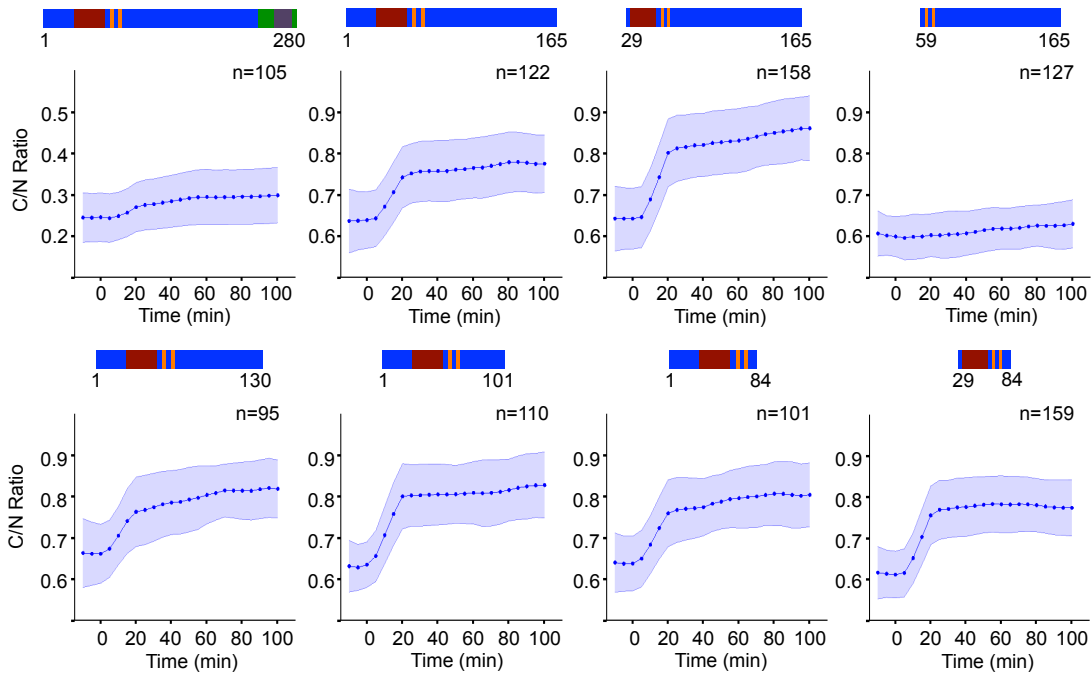 1 280 1 165 29 165 59 165
n=105 n=122 n=158 n=127
C/N Ratio
0.5 0.9 0.9 0.9
0.4 0.8 0.8 0.8
0.3 0.7 0.7 0.7
0.2 0.6 0.6 0.6
0 20 40 60 80 100 0 20 40 60 80 100 0 20 40 60 80 100 0 20 40 60 80 100
Time (min) Time (min) Time (min) Time (min)
1 130 1 101 1 84 29 84
n=95 n=110 n=101 n=159
C/N Ratio
0.9 0.9 0.9 0.9
0.8 0.8 0.8 0.8
0.7 0.7 0.7 0.7
0.6 0.6 0.6 0.6
0 20 40 60 80 100 0 20 40 60 80 100 0 20 40 60 80 100 0 20 40 60 80 100
Time (min) Time (min) Time (min) Time (min)